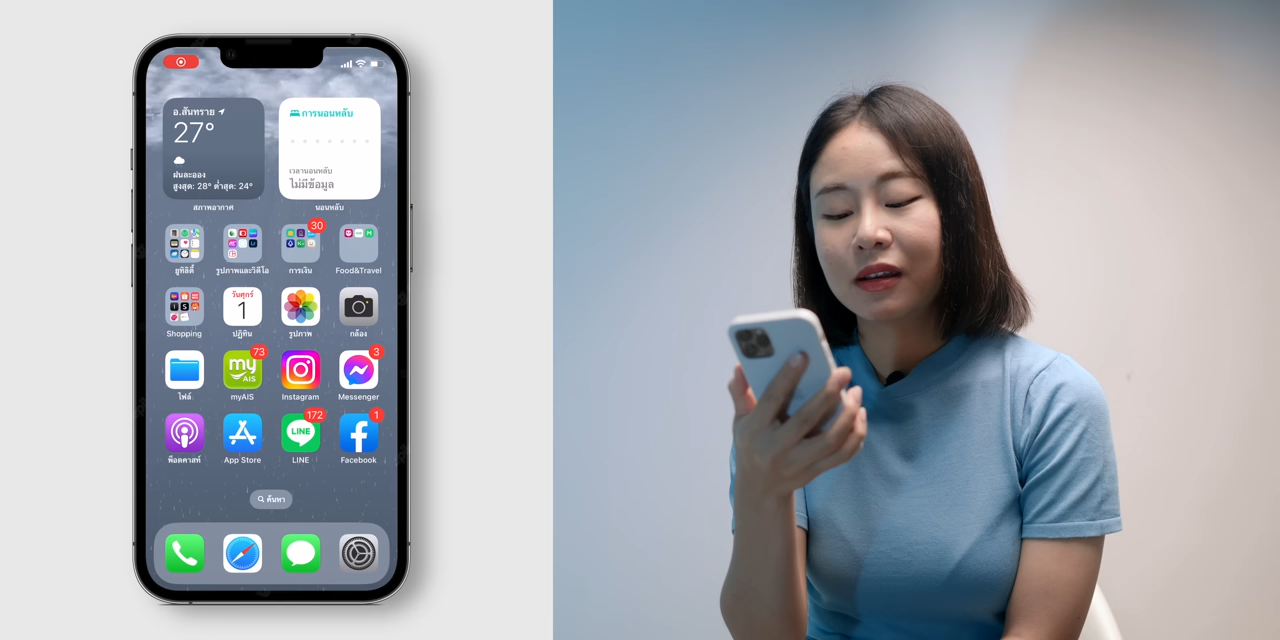 อ.สันทราย
27°
ฝนละออง
สูงสุด: 28° ต่ำสุด: 24°
สภาพอากาศ
การนอนหลับ
เวลานอนหลับ
ไม่มีข้อมูล
นอนหลับ
30
ยูทิลิตี้
รูปภาพและวิดีโอ
การเงิน
Food&Travel
วันศุกร์
1
Shopping
ปฏิทิน
รูปภาพ
กล้อง
73
3
my
AIS
ไฟล์
myAIS
Instagram
Messenger
172
1
LINE
พ็อดคาสท์
App Store
LINE
Facebook
ค้นหา